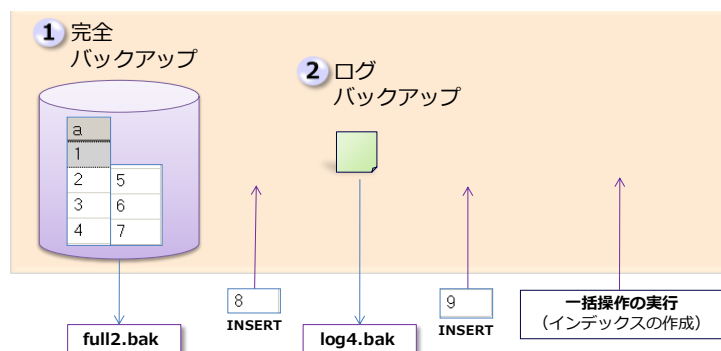 1 完全
バックアップ
2 ログ
バックアップ
a
1
2 5
3 6
4 7
8
INSERT
9
INSERT
一括操作の実行
（インデックスの作成）
full2.bak
log4.bak